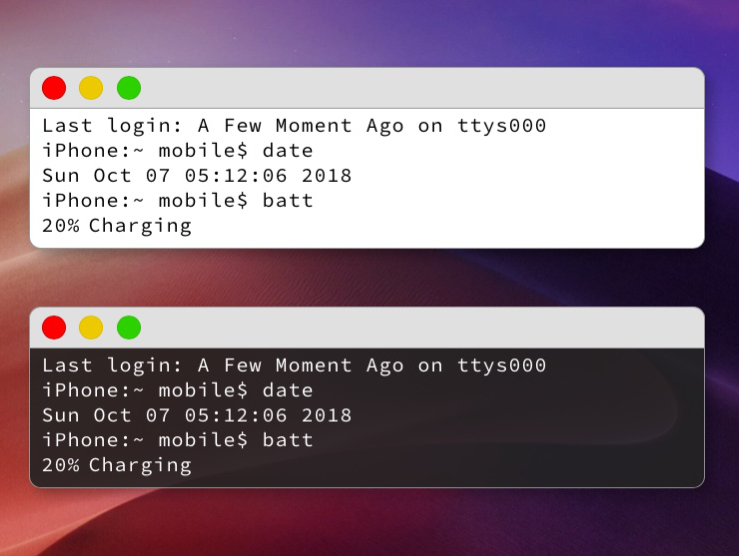 Last login: A Few Moment Ago on ttys000
iPhone:~ mobile$ date
Sun Oct 07 05:12:06 2018
iPhone:~ mobile$ batt
20% Charging
Last login: A Few Moment Ago on ttys000
iPhone:~ mobile$ date
Sun Oct 07 05:12:06 2018
iPhone:~ mobile$ batt
20% Charging